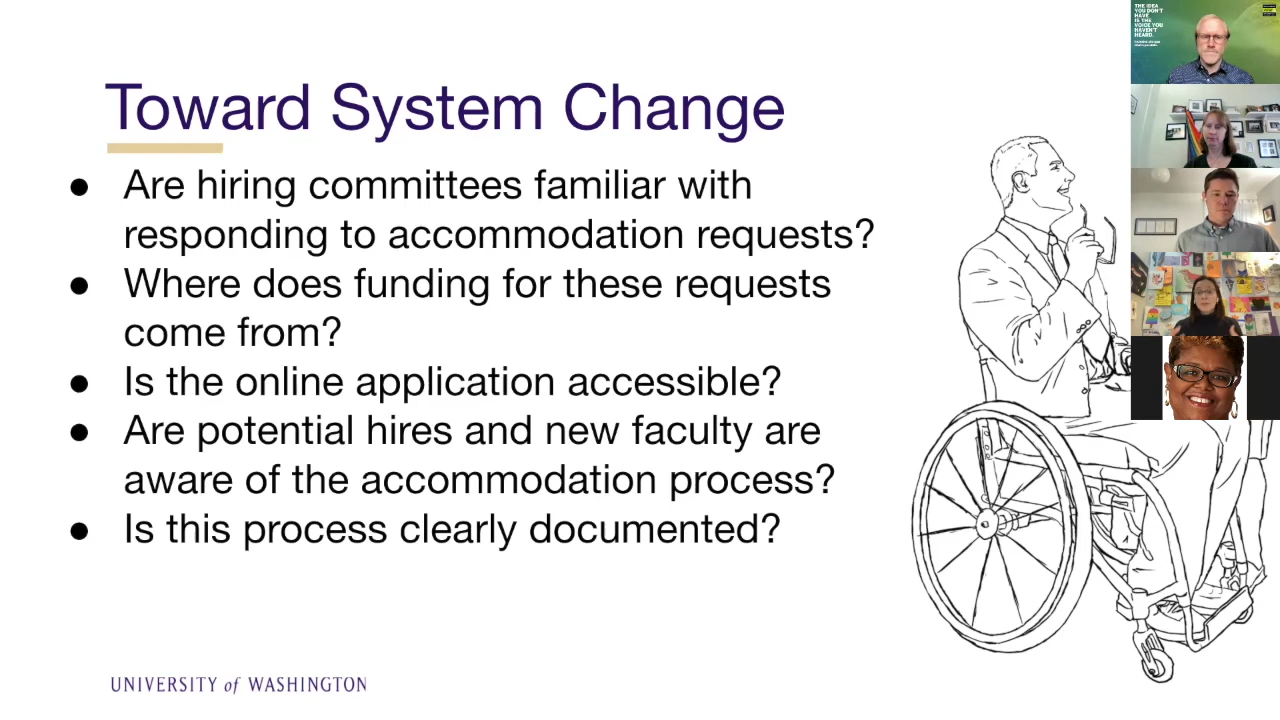 Toward System Change
● Are hiring committees familiar with
responding to accommodation requests?
● Where does funding for these requests
come from?
● Is the online application accessible?
● Are potential hires and new faculty are
aware of the accommodation process?
● Is this process clearly documented?
UNIVERSITY of WASHINGTON
THE IDEA
YOU DON'T
HAVE
IS THE
VOICE YOU
HAVEN'T
HEARD.